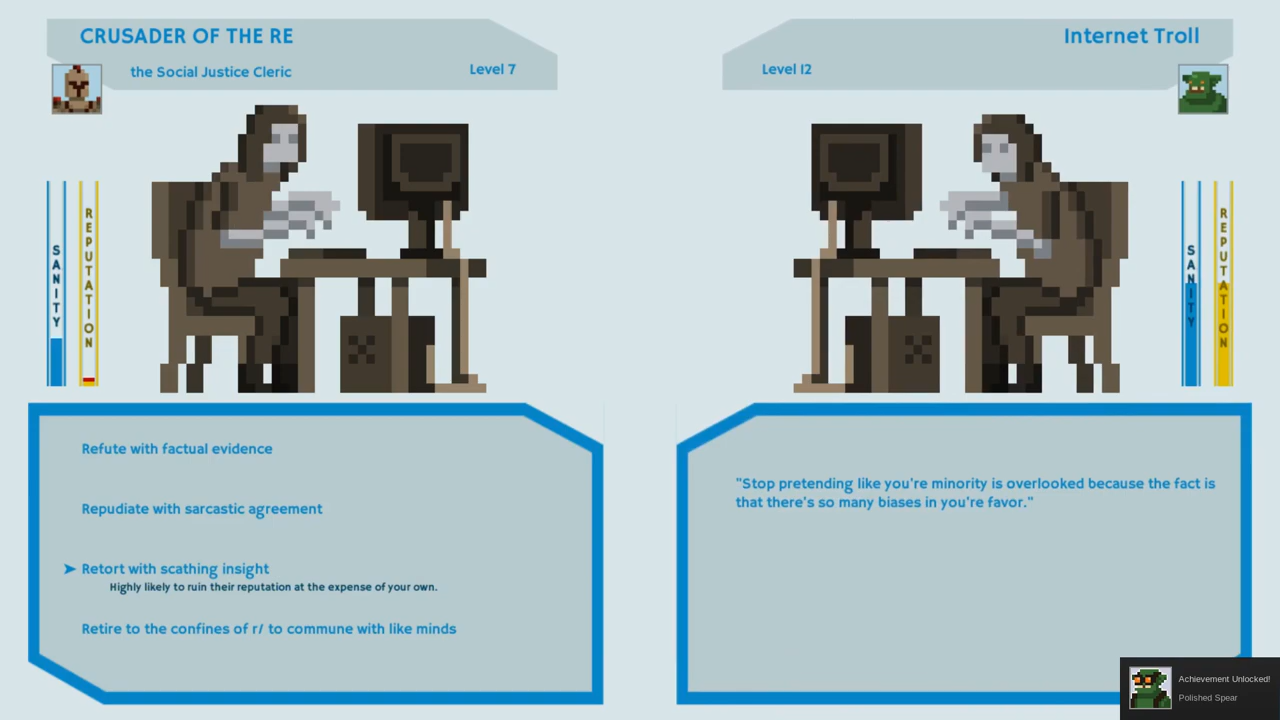 CRUSADER OF THE RE
the Social Justice Cleric
Level 7
Internet Troll
Level 12
SANITY
REPUTATION
SANITY
REPUTATION
Refute with factual evidence
Repudiate with sarcastic agreement
➤ Retort with scathing insight
Highly likely to ruin their reputation at the expense of your own.
Retire to the confines of r/ to commune with like minds
"Stop pretending like you're minority is overlooked because the fact is
that there's so many biases in you're favor."
Achievement Unlocked!
Polished Spear